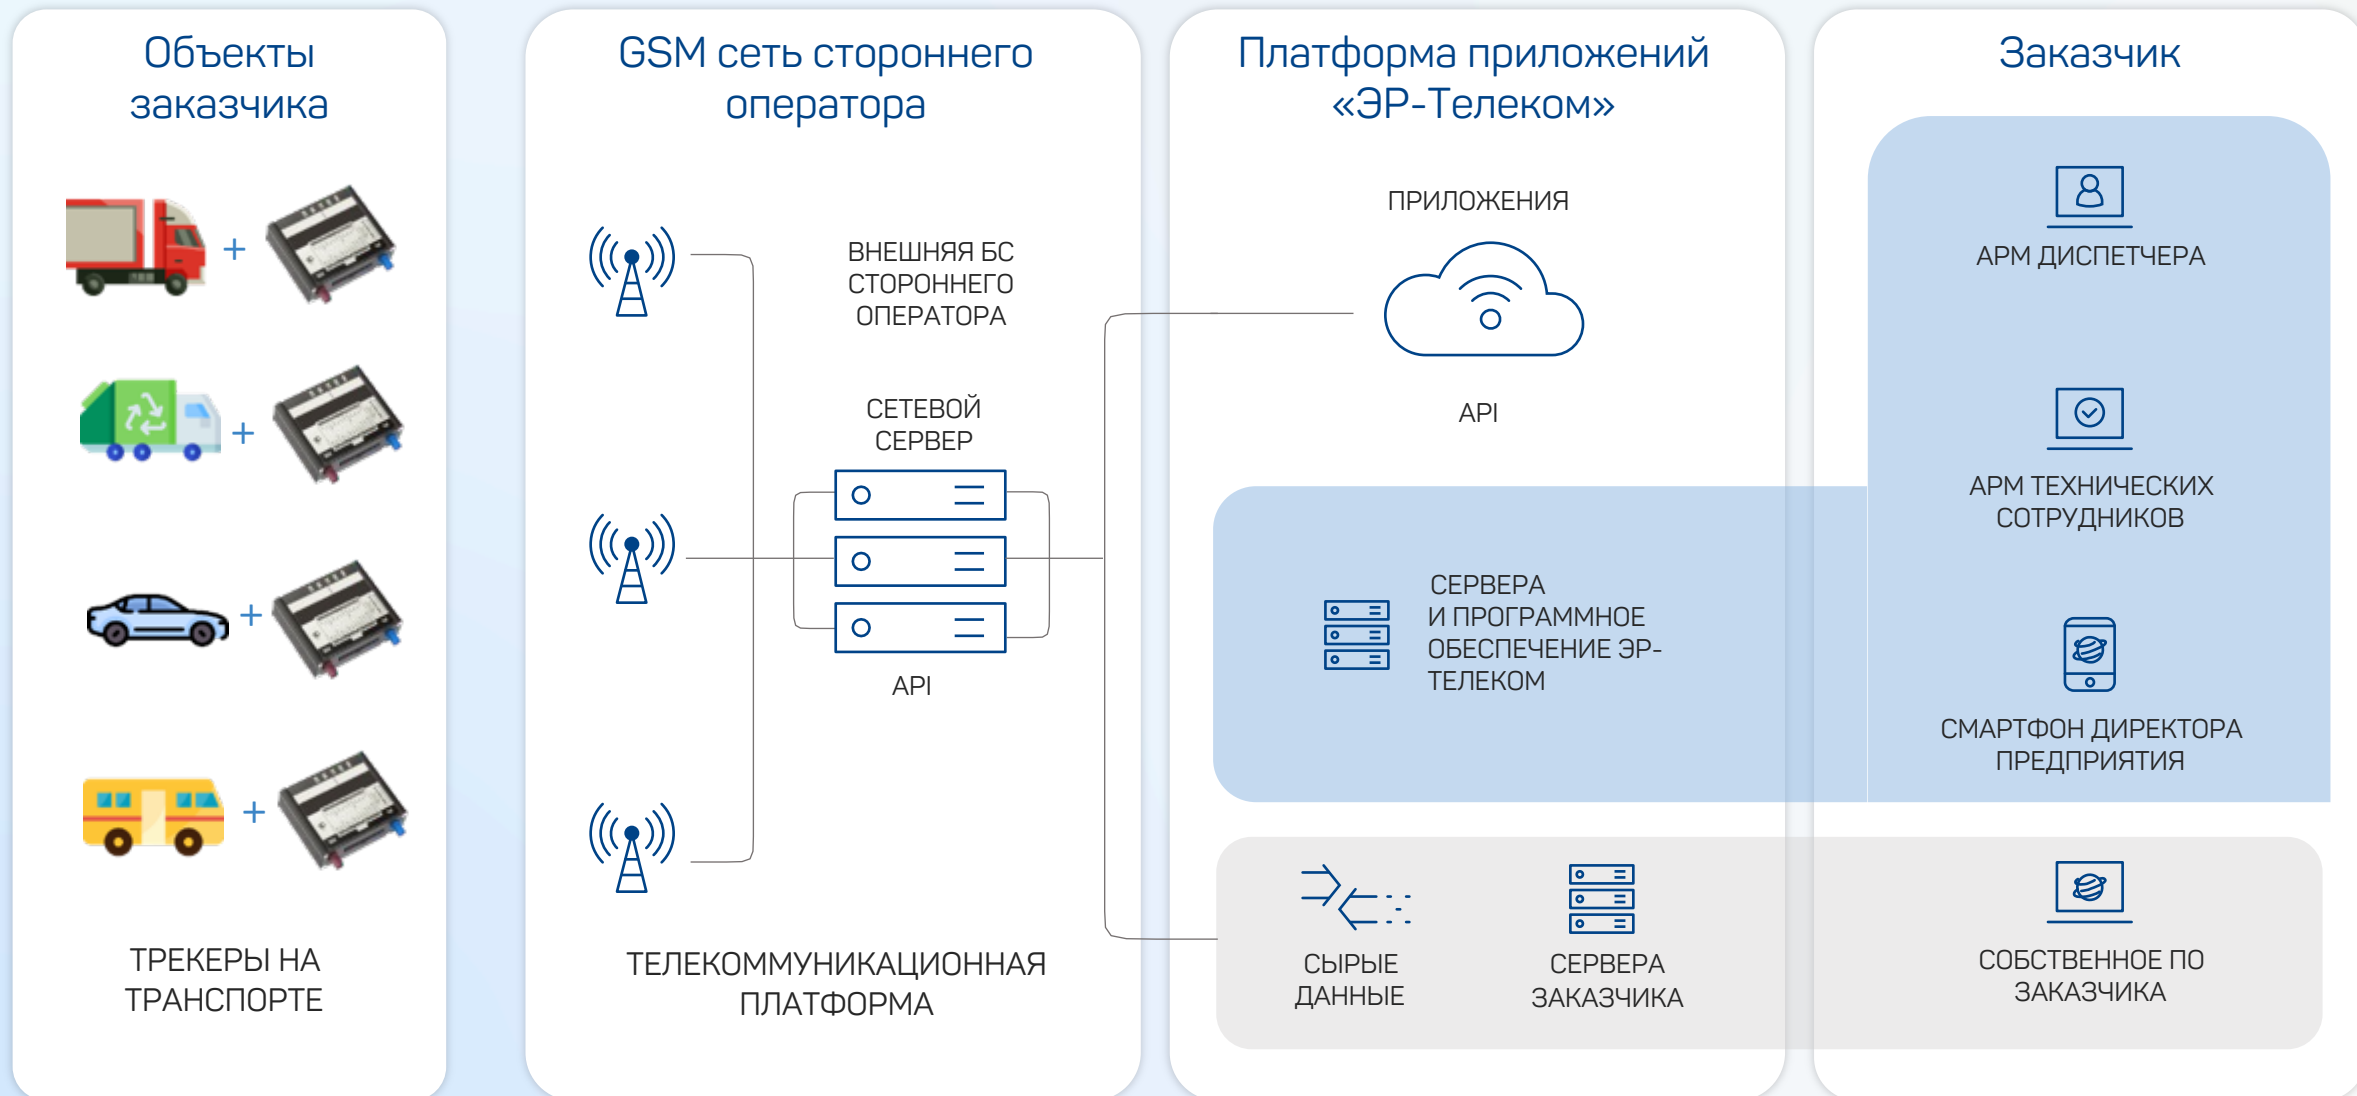 Объекты
заказчика
ТРЕКЕРЫ НА
ТРАНСПОРТЕ
GSM сеть стороннего
оператора
ВНЕШНЯЯ БС
СТОРОННЕГО
ОПЕРАТОРА
СЕТЕВОЙ
СЕРВЕР
API
ТЕЛЕКОММУНИКАЦИОННАЯ
ПЛАТФОРМА
Платформа приложений
«ЭР-Телеком»
ПРИЛОЖЕНИЯ
API
СЕРВЕРА
И ПРОГРАММНОЕ
ОБЕСПЕЧЕНИЕ ЭР-
ТЕЛЕКОМ
СЫРЫЕ
ДАННЫЕ
СЕРВЕРА
ЗАКАЗЧИКА
Заказчик
АРМ ДИСПЕТЧЕРА
АРМ ТЕХНИЧЕСКИХ
СОТРУДНИКОВ
СМАРТФОН ДИРЕКТОРА
ПРЕДПРИЯТИЯ
СОБСТВЕННОЕ ПО
ЗАКАЗЧИКА